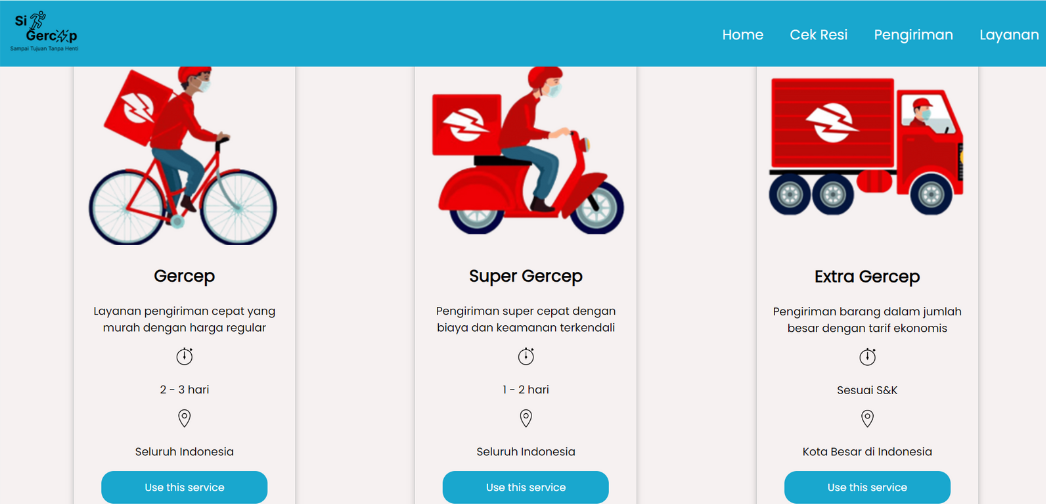 Si
Gercep
Sampai Tujuan Tanpa Henti
Home Cek Resi Pengiriman Layanan
Gercep
Layanan pengiriman cepat yang
murah dengan harga regular
2 - 3 hari
Seluruh Indonesia
Use this service
Super Gercep
Pengiriman super cepat dengan
biaya dan keamanan terkendali
1 - 2 hari
Seluruh Indonesia
Use this service
Extra Gercep
Pengiriman barang dalam jumlah
besar dengan tarif ekonomis
Sesuai S&K
Kota Besar di Indonesia
Use this service